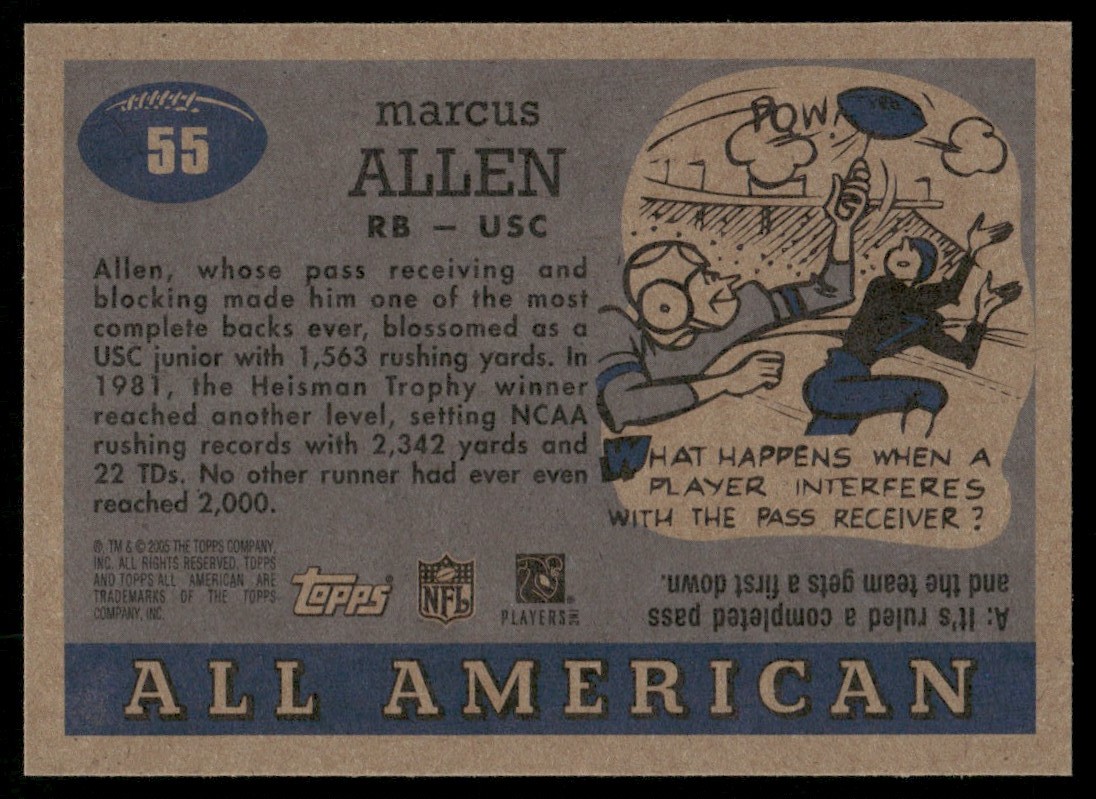 55
marcus
ALLEN
RB – USC
Allen, whose pass receiving and
blocking made him one of the most
complete backs ever, blossomed as a
USC junior with 1,563 rushing yards. In
1981, the Heisman Trophy winner
reached another level, setting NCAA
rushing records with 2,342 yards and
22 TDs. No other runner had ever even
reached 2,000.
POW!
WHAT HAPPENS WHEN A
PLAYER INTERFERES
WITH THE PASS RECEIVER?
A: It's ruled a completed pass
and the team gets a first down.
®, TM & © 2005 THE TOPPS COMPANY,
INC. ALL RIGHTS RESERVED. TOPPS
AND TOPPS ALL AMERICAN ARE
TRADEMARKS OF THE TOPPS
COMPANY, INC.
Topps®
NFL
PLAYERS INC
ALL AMERICAN